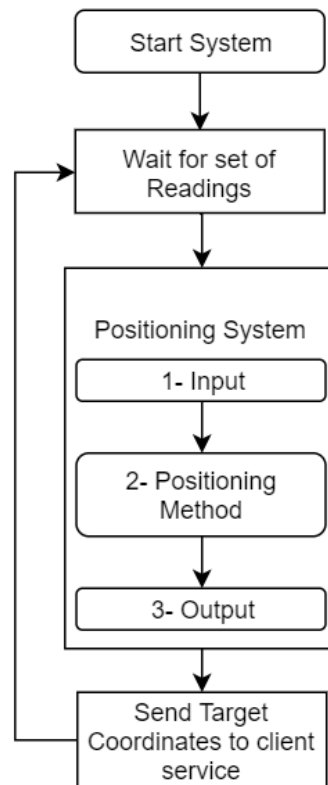 Start System
Wait for set of
Readings
Positioning System
1- Input
2- Positioning
Method
3- Output
Send Target
Coordinates to client
service